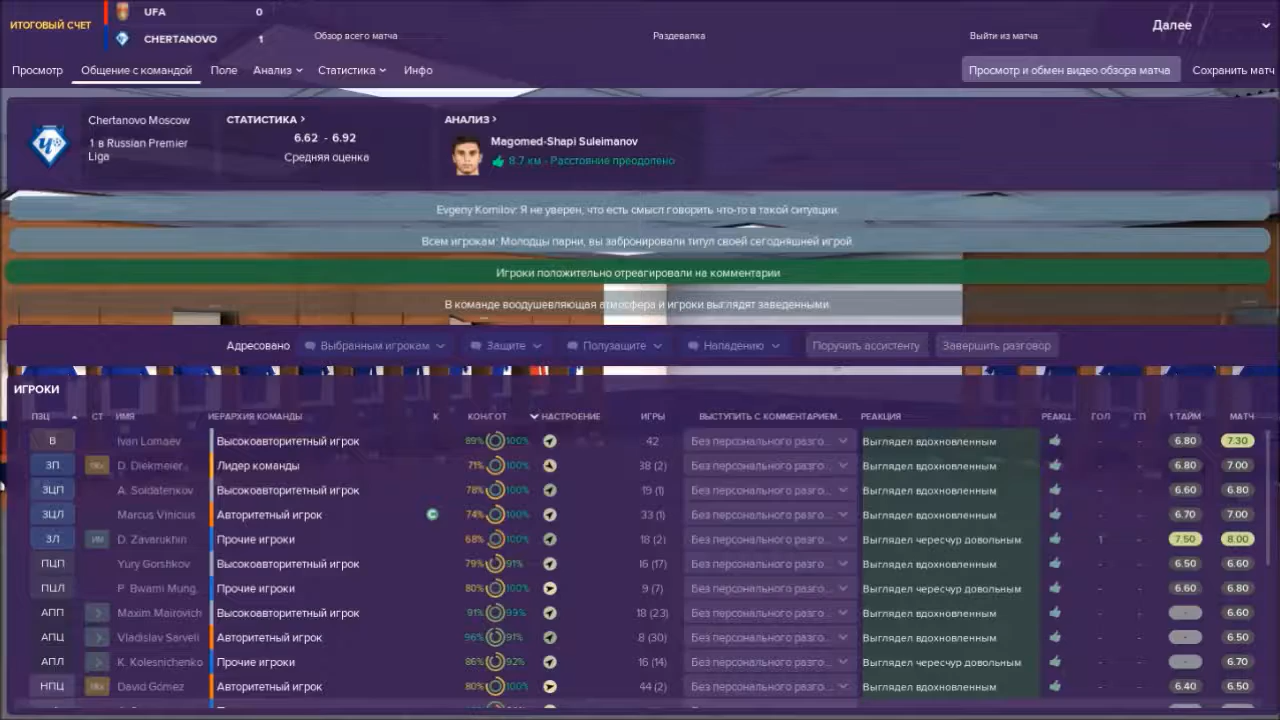 ИТОГОВЫЙ СЧЕТ
UFA 0
CHERTANOVO 1
Обзор всего матча Раздевалка Выйти из матча Далее
Просмотр Общение с командой Поле Анализ Статистика Инфо Просмотр и обмен видео обзора матча Сохранить матч
Chertanovo Moscow
1 в Russian Premier
Liga
СТАТИСТИКА
6.62 - 6.92
Средняя оценка
АНАЛИЗ
Magomed-Shapi Suleimanov
8.7 км - Расстояние преодолено
Evgeny Kornilov: Я не уверен, что есть смысл говорить что-то в такой ситуации.
Всем игрокам: Молодцы парни, вы забронировали титул своей сегодняшней игрой.
Игроки положительно отреагировали на комментарии
В команде воодушевляющая атмосфера и игроки выглядят заведенными.
Адресовано Выбранным игрокам Защите Полузащите Нападению Поручить ассистенту Завершить разговор
ИГРОКИ
ПЗЦ СТ ИМЯ ИЕРАРХИЯ КОМАНДЫ К КОН/ГОТ НАСТРОЕНИЕ ИГРЫ ВЫСТУПИТЬ С КОММЕНТАРИЕМ... РЕАКЦИЯ РЕАКЦ... ГОЛ ГП 1 ТАЙМ МАТЧ
В Ivan Lomaev Высокоавторитетный игрок 89% 100% 42 Без персонального разго... Выглядел вдохновленным - - 6.80 7.30
ЗП D. Diekmeier Лидер команды 71% 100% 38 (2) Без персонального разго... Выглядел вдохновленным - - 6.80 7.00
ЗЦП A. Soldatenkov Высокоавторитетный игрок 78% 100% 19 (1) Без персонального разго... Выглядел вдохновленным - - 6.60 6.80
ЗЦЛ Marcus Vinicius Авторитетный игрок C 74% 100% 33 (1) Без персонального разго... Выглядел вдохновленным - - 6.70 7.00
ЗЛ ИМ D. Zavarukhin Прочие игроки 68% 100% 18 (2) Без персонального разго... Выглядел чересчур довольным 1 - 7.50 8.00
ПЦП Yury Gorshkov Высокоавторитетный игрок 79% 91% 16 (17) Без персонального разго... Выглядел вдохновленным - - 6.50 6.60
ПЦЛ P. Bwami Mung. Прочие игроки 80% 100% 9 (7) Без персонального разго... Выглядел чересчур довольным - - 6.60 6.80
АПП Maxim Mairovich Высокоавторитетный игрок 91% 99% 18 (23) Без персонального разго... Выглядел вдохновленным - - - 6.60
АПЦ Vladislav Sarveli Авторитетный игрок 96% 91% 8 (30) Без персонального разго... Выглядел вдохновленным - - - 6.50
АПЛ K. Kolesnichenko Прочие игроки 86% 92% 16 (14) Без персонального разго... Выглядел чересчур довольным - - - 6.70
НПЦ David Gómez Авторитетный игрок 80% 100% 44 (2) Без персонального разго... Выглядел вдохновленным - - 6.40 6.50